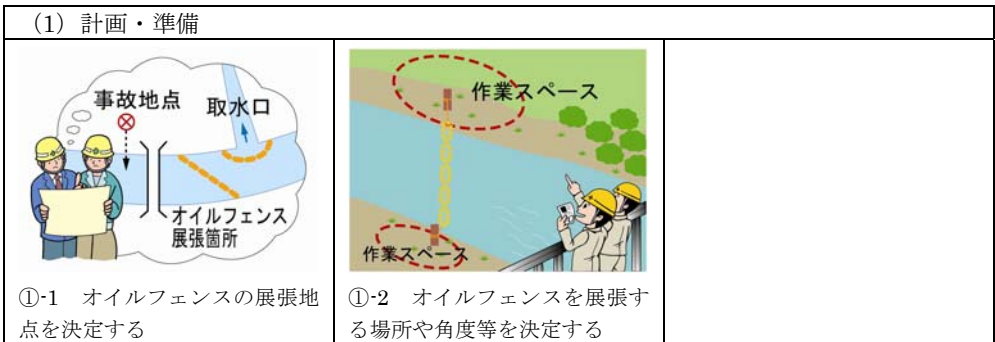 （1）計画・準備
事故地点
取水口
オイルフェンス
展張箇所
作業スペース
作業スペース
①-1　オイルフェンスの展張地
点を決定する
①-2　オイルフェンスを展張す
る場所や角度等を決定する